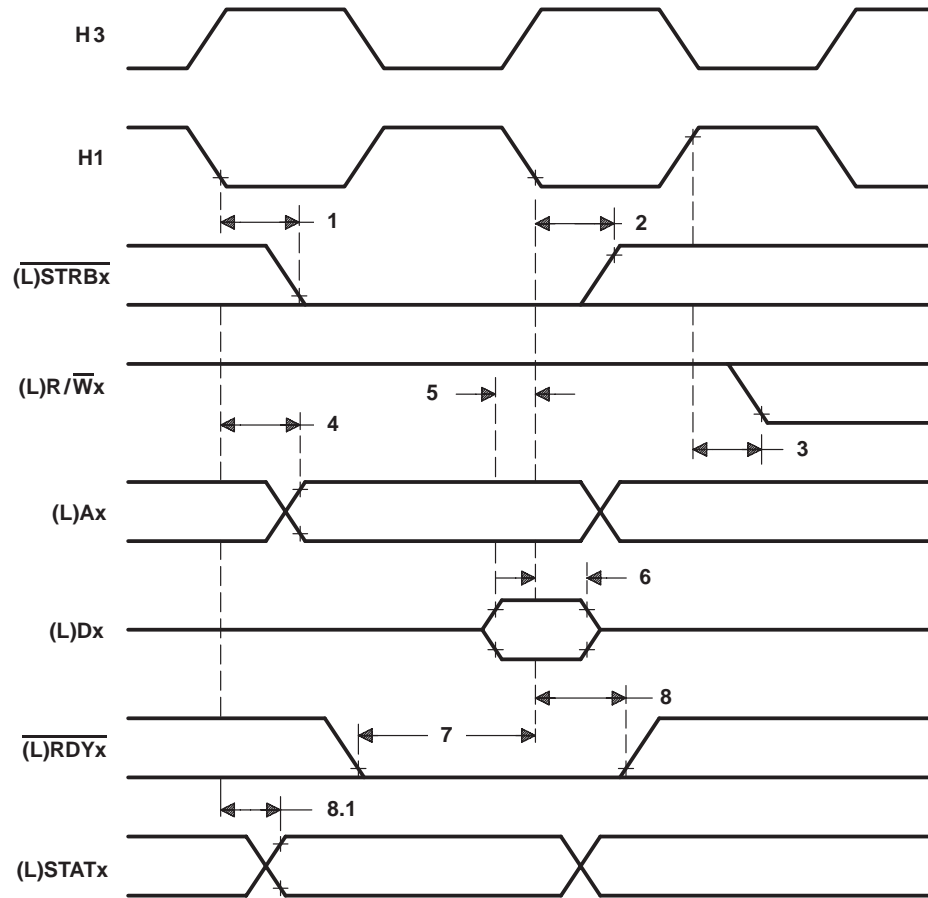 H3
H1
1
2
(L)STRBx
(L)R/Wx
5
4
3
(L)Ax
6
(L)Dx
8
(L)RDYx
7
8.1
(L)STATx